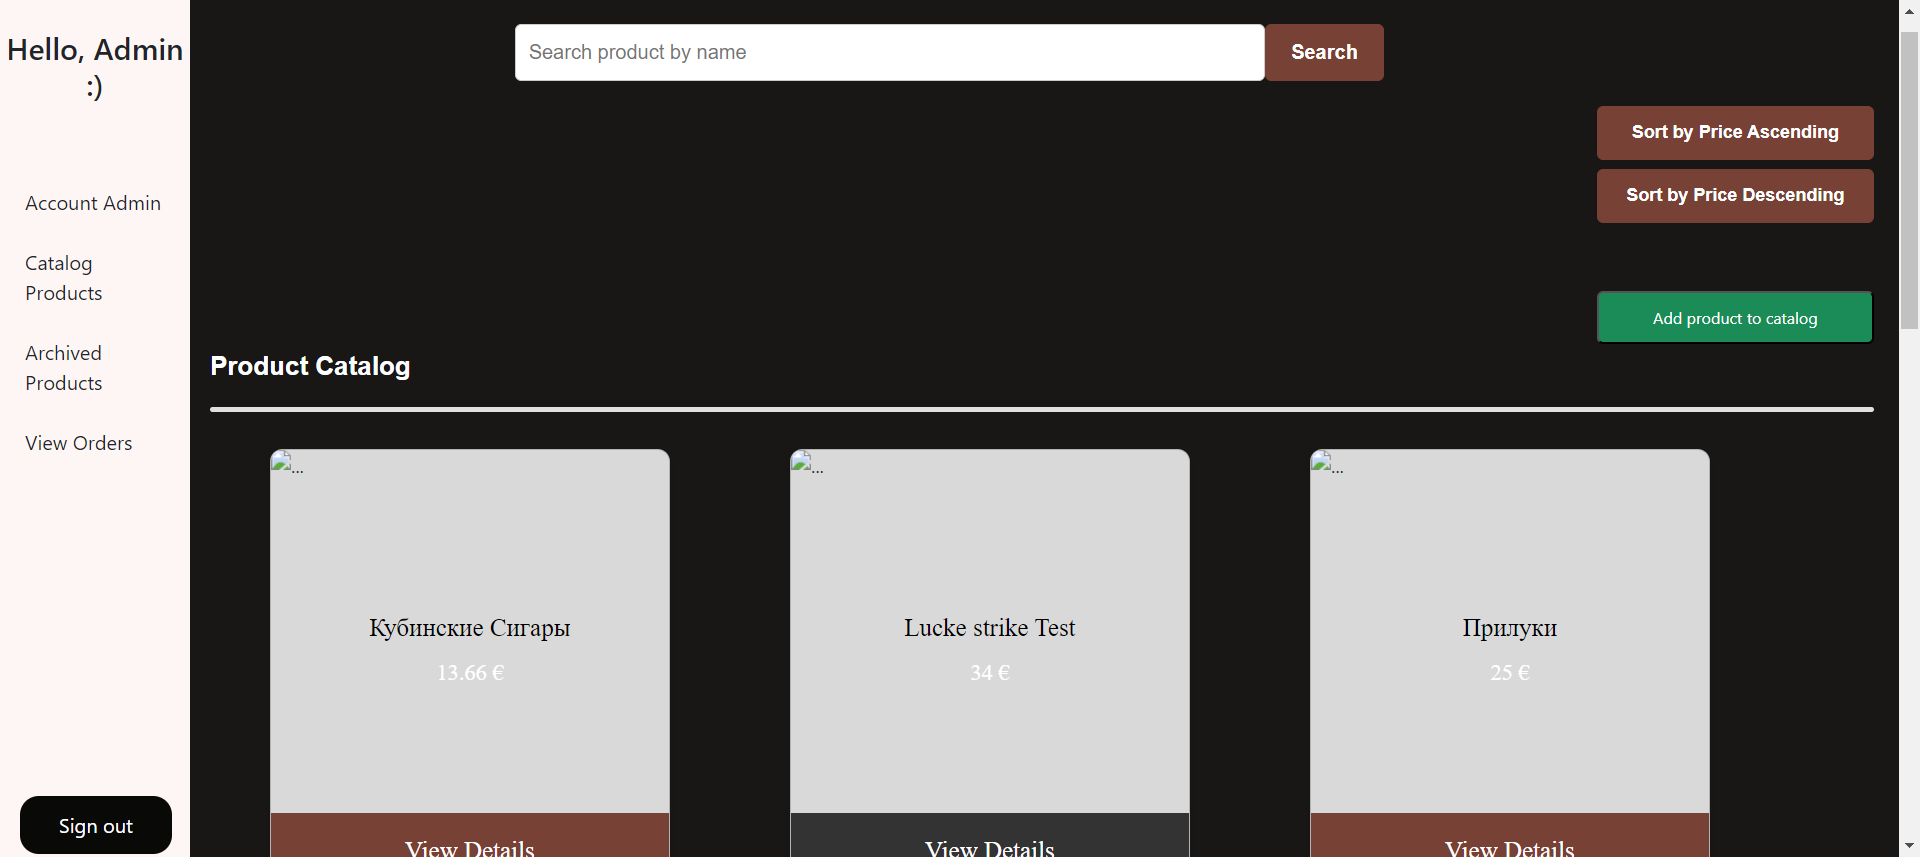 Hello, Admin
:)
Account Admin
Catalog
Products
Archived
Products
View Orders
Sign out
Search product by name
Search
Sort by Price Ascending
Sort by Price Descending
Add product to catalog
Product Catalog
...
Кубинские Сигары
13.66 €
View Details
...
Lucke strike Test
34 €
View Details
...
Прилуки
25 €
View Details